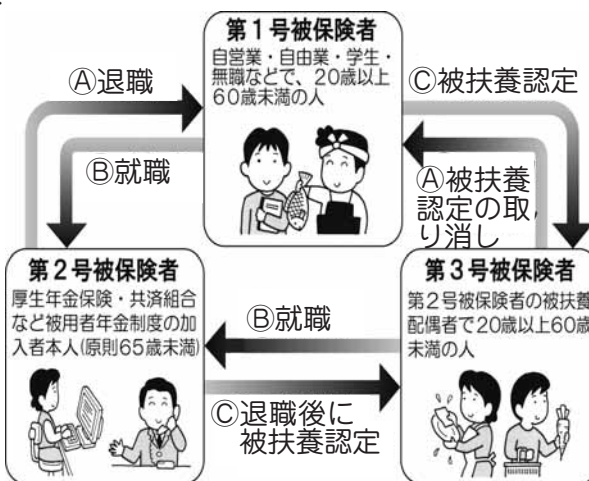 第１号被保険者
自営業・自由業・学生・
無職などで、20歳以上
60歳未満の人
Ⓐ退職
Ⓒ被扶養認定
Ⓑ就職
Ⓐ被扶養
認定の取
り消し
第２号被保険者
厚生年金保険・共済組合
など被用者年金制度の加
入者本人(原則65歳未満)
Ⓑ就職
Ⓒ退職後に
被扶養認定
第３号被保険者
第２号被保険者の被扶養
配偶者で20歳以上60歳
未満の人